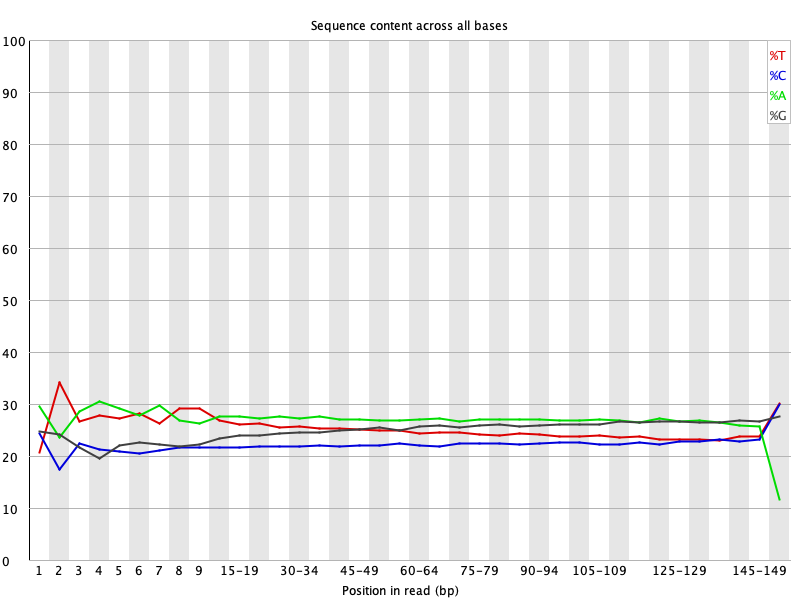 Sequence content across all bases
100
90
80
70
60
50
40
30
20
10
0
%T
%C
%A
%G
1 2 3 4 5 6 7 8 9 15-19 30-34 45-49 60-64 75-79 90-94 105-109 125-129 145-149
Position in read (bp)